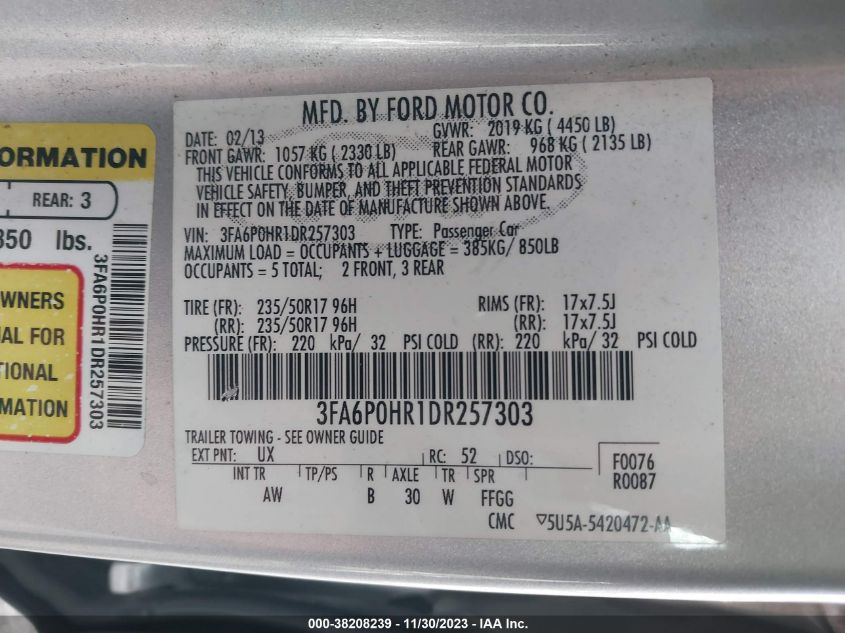 MFD. BY FORD MOTOR CO.
DATE: 02/13 GVWR: 2019 KG ( 4450 LB)
FRONT GAWR: 1057 KG ( 2330 LB) REAR GAWR: 968 KG ( 2135 LB)
THIS VEHICLE CONFORMS TO ALL APPLICABLE FEDERAL MOTOR
VEHICLE SAFETY, BUMPER, AND THEFT PREVENTION STANDARDS
IN EFFECT ON THE DATE OF MANUFACTURE SHOWN ABOVE.
VIN: 3FA6P0HR1DR257303 TYPE: Passenger Car
MAXIMUM LOAD = OCCUPANTS + LUGGAGE = 385KG/ 850LB
OCCUPANTS = 5 TOTAL; 2 FRONT, 3 REAR
TIRE (FR): 235/50R17 96H RIMS (FR): 17x7.5J
(RR): 235/50R17 96H (RR): 17x7.5J
PRESSURE (FR): 220 kPa/ 32 PSI COLD (RR): 220 kPa/ 32 PSI COLD
3FA6P0HR1DR257303
TRAILER TOWING - SEE OWNER GUIDE
EXT PNT: UX RC: 52 DSO: F0076
INT TR TP/PS R AXLE TR SPR R0087
AW B 30 W FFGG
CMC ▽5U5A-5420472-AA
ORMATION
REAR: 3
850 lbs.
WNERS
AL FOR
TIONAL
MATION
3FA6P0HR1DR257303
000-38208239 - 11/30/2023 - IAA Inc.